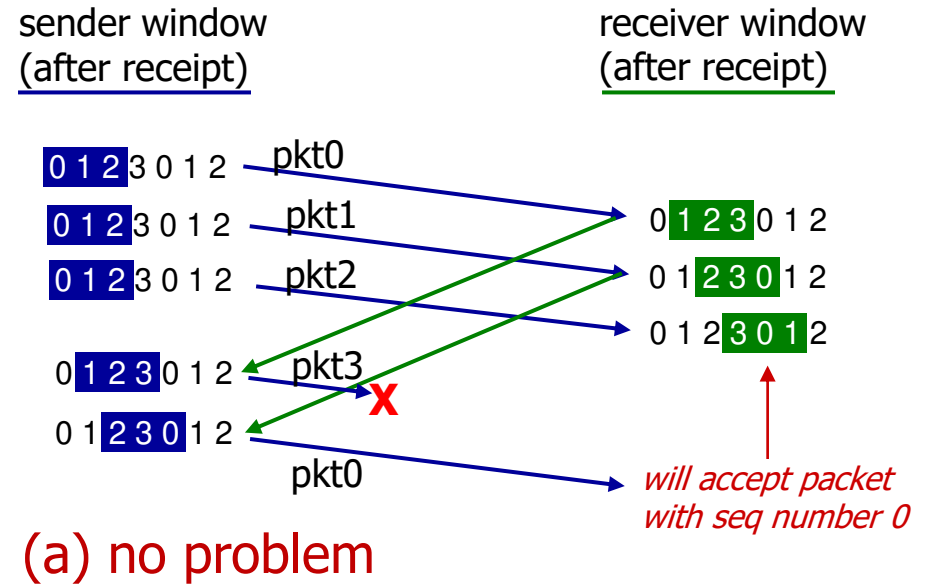 sender window
(after receipt)
receiver window
(after receipt)
0 1 2 3 0 1 2
pkt0
0 1 2 3 0 1 2
0 1 2 3 0 1 2
pkt1
0 1 2 3 0 1 2
0 1 2 3 0 1 2
pkt2
0 1 2 3 0 1 2
0 1 2 3 0 1 2
pkt3
X
0 1 2 3 0 1 2
pkt0
will accept packet
with seq number 0
(a) no problem